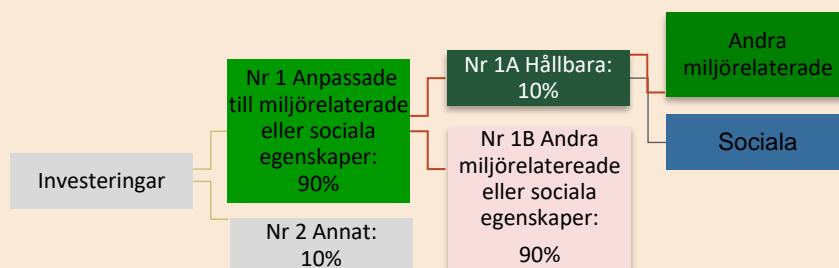 Investeringar
Nr 1 Anpassade
till miljörelaterade
eller sociala
egenskaper:
90%
Nr 2 Annat:
10%
Nr 1A Hållbara:
10%
Nr 1B Andra
miljörelatereade
eller sociala
egenskaper:
90%
Andra
miljörelaterade
Sociala